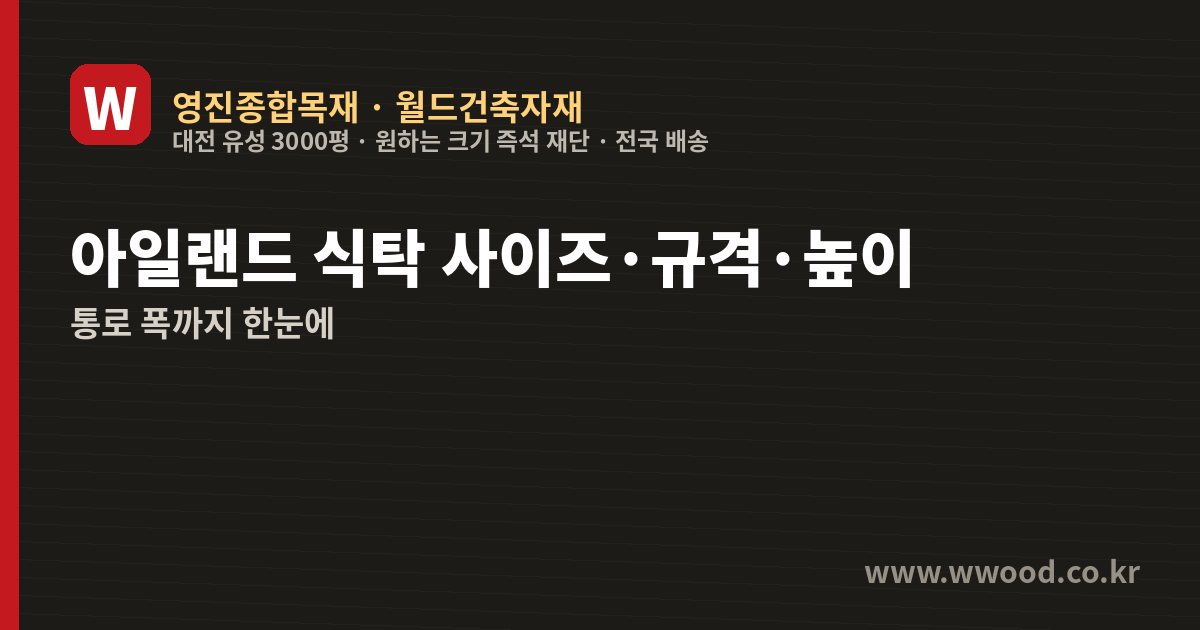 W
영진종합목재 · 월드건축자재
대전 유성 3000평 · 원하는 크기 즉석 재단 · 전국 배송
아일랜드 식탁 사이즈·규격·높이
통로 폭까지 한눈에
www.wwood.co.kr